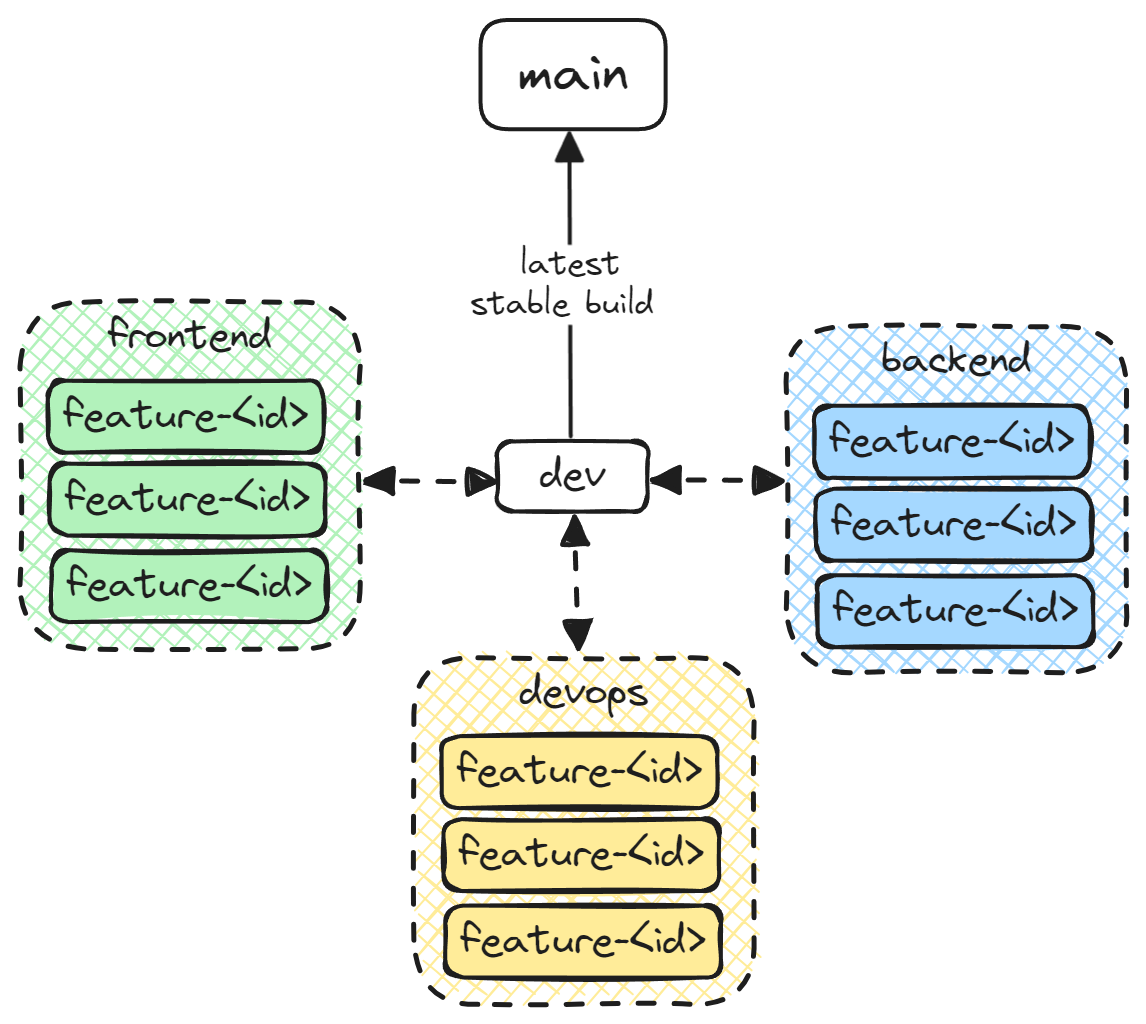 main
latest
stable build
frontend
feature-<id>
feature-<id>
feature-<id>
dev
backend
feature-<id>
feature-<id>
feature-<id>
devops
feature-<id>
feature-<id>
feature-<id>